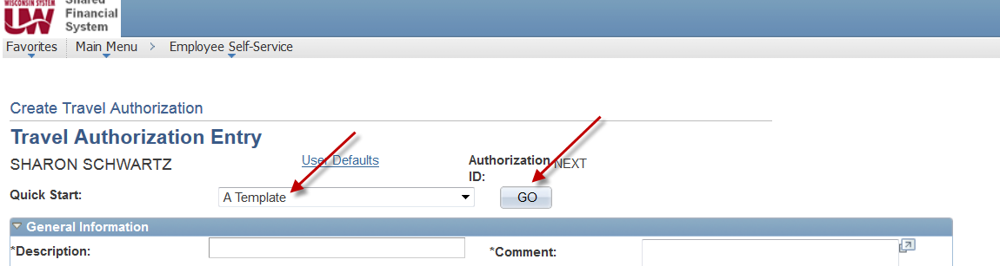 WISCONSIN SYSTEM
UW
Shared
Financial
System
Favorites Main Menu > Employee Self-Service
Create Travel Authorization
Travel Authorization Entry
SHARON SCHWARTZ User Defaults Authorization ID: NEXT
Quick Start: A Template GO
General Information
*Description: *Comment: